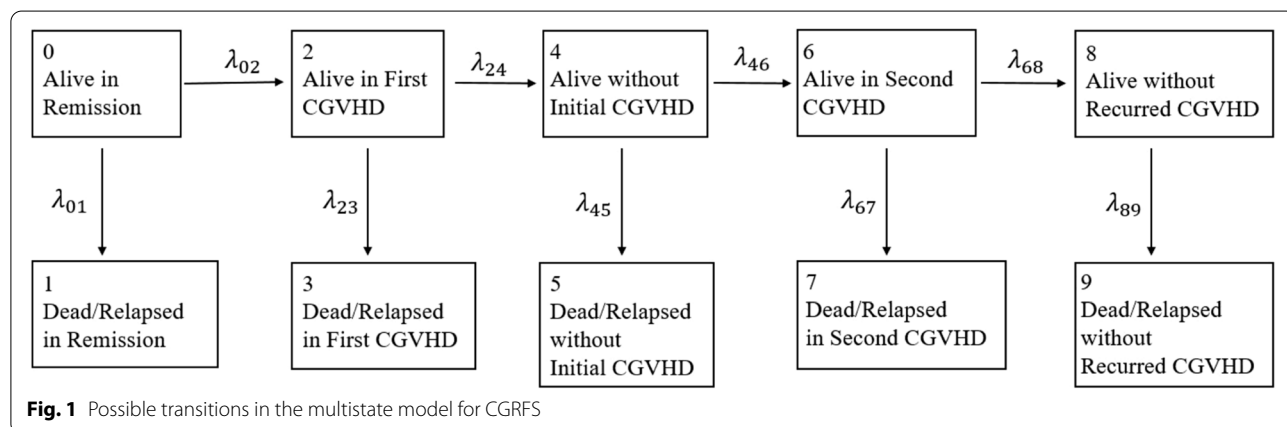 0
Alive in
Remission
λ02
2
Alive in First
CGVHD
λ24
4
Alive without
Initial CGVHD
λ46
6
Alive in Second
CGVHD
λ68
8
Alive without
Recurred CGVHD
λ01
λ23
λ45
λ67
λ89
1
Dead/Relapsed
in Remission
3
Dead/Relapsed
in First CGVHD
5
Dead/Relapsed
without
Initial CGVHD
7
Dead/Relapsed
in Second CGVHD
9
Dead/Relapsed
without
Recurred CGVHD
Fig. 1 Possible transitions in the multistate model for CGRFS